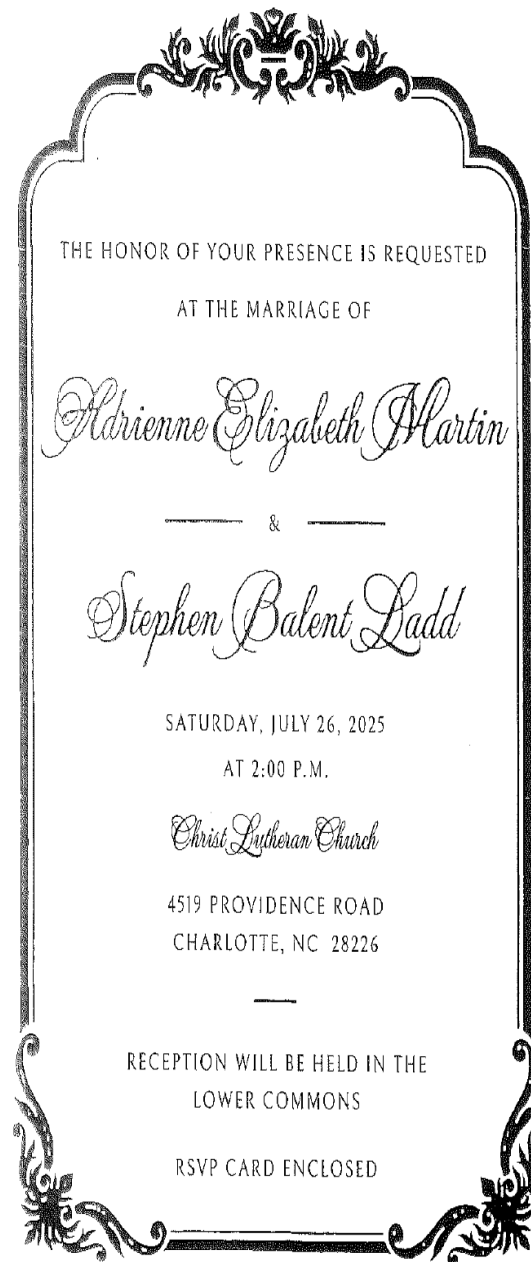 THE HONOR OF YOUR PRESENCE IS REQUESTED
AT THE MARRIAGE OF
Adrienne Elizabeth Martin
&
Stephen Balent Ladd
SATURDAY, JULY 26, 2025
AT 2:00 P.M.
Christ Lutheran Church
4519 PROVIDENCE ROAD
CHARLOTTE, NC 28226
RECEPTION WILL BE HELD IN THE
LOWER COMMONS
RSVP CARD ENCLOSED